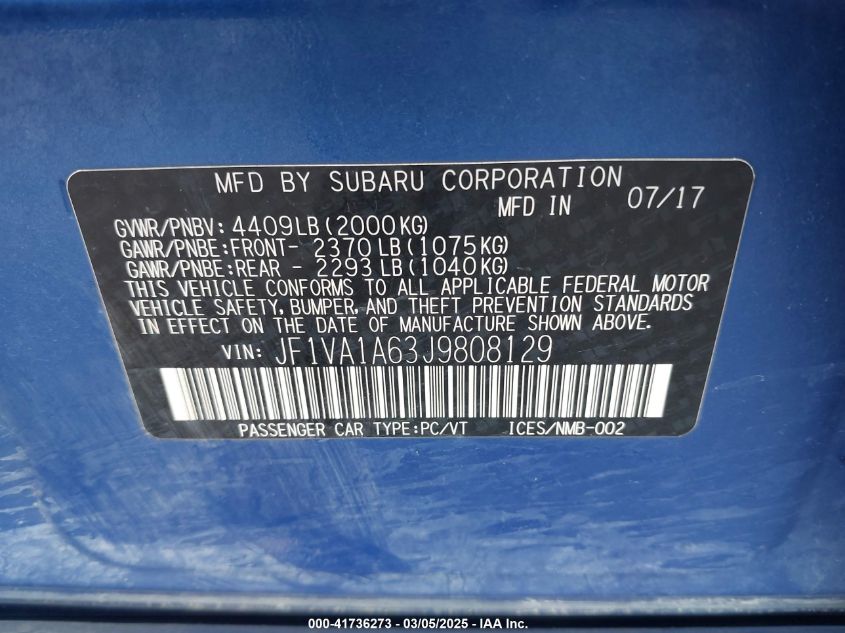 MFD BY SUBARU CORPORATION
MFD IN 07/17
GVWR/PNBV: 4409LB(2000KG)
GAWR/PNBE:FRONT- 2370LB(1075KG)
GAWR/PNBE:REAR - 2293LB(1040KG)
THIS VEHICLE CONFORMS TO ALL APPLICABLE FEDERAL MOTOR
VEHICLE SAFETY, BUMPER, AND THEFT PREVENTION STANDARDS
IN EFFECT ON THE DATE OF MANUFACTURE SHOWN ABOVE.
VIN: JF1VA1A63J9808129
PASSENGER CAR TYPE:PC/VT ICES/NMB-002
000-41736273 — 03/05/2025 — IAA Inc.